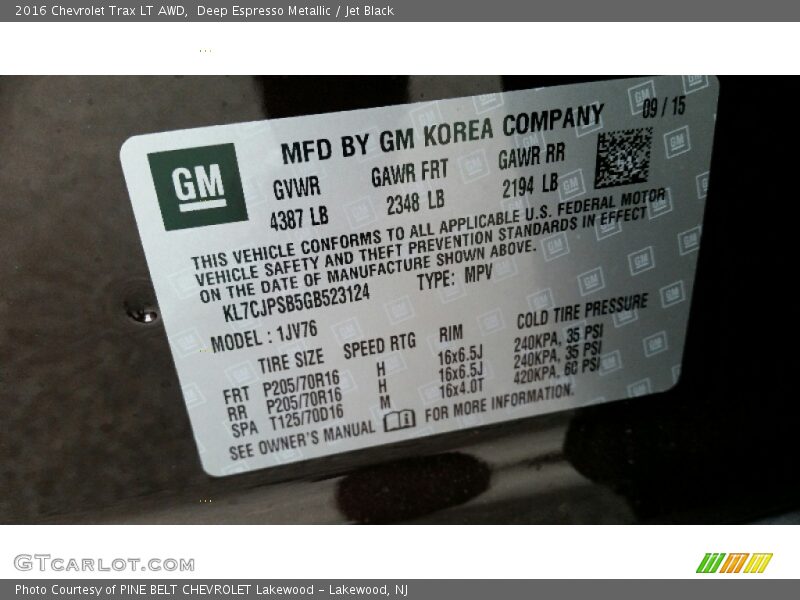 2016 Chevrolet Trax LT AWD,  Deep Espresso Metallic / Jet Black
GM
MFD BY GM KOREA COMPANY
09 / 15
GVWR GAWR FRT GAWR RR
4387 LB 2348 LB 2194 LB
THIS VEHICLE CONFORMS TO ALL APPLICABLE U.S. FEDERAL MOTOR
VEHICLE SAFETY AND THEFT PREVENTION STANDARDS IN EFFECT
ON THE DATE OF MANUFACTURE SHOWN ABOVE.
KL7CJPSB5GB523124 TYPE: MPV
MODEL : 1JV76
TIRE SIZE SPEED RTG RIM COLD TIRE PRESSURE
FRT P205/70R16 H 16x6.5J 240KPA, 35 PSI
RR P205/70R16 H 16x6.5J 240KPA, 35 PSI
SPA T125/70D16 M 16x4.0T 420KPA, 60 PSI
SEE OWNER'S MANUAL FOR MORE INFORMATION.
GTcarlot.com
Photo Courtesy of PINE BELT CHEVROLET Lakewood - Lakewood, NJ